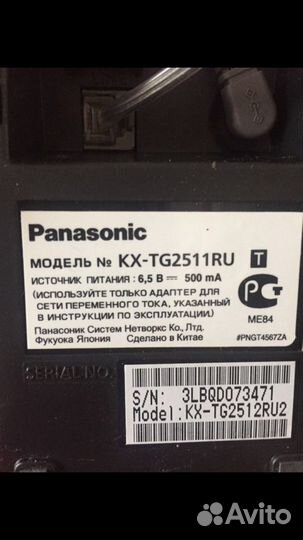 Panasonic
МОДЕЛЬ № KX-TG2511RU T
ИСТОЧНИК ПИТАНИЯ : 6,5 В 500 mA
(ИСПОЛЬЗУЙТЕ ТОЛЬКО АДАПТЕР ДЛЯ
СЕТИ ПЕРЕМЕННОГО ТОКА, УКАЗАННЫЙ
В ИНСТРУКЦИИ ПО ЭКСПЛУАТАЦИИ)
Панасоник Систем Нетворкс Ко., Лтд.
Фукуока Япония Сделано в Китае
РСТ
ME84
#PNGT4567ZA
SERIAL NO.
S/N: 3LBQD073471
Model:KX-TG2512RU2
Avito